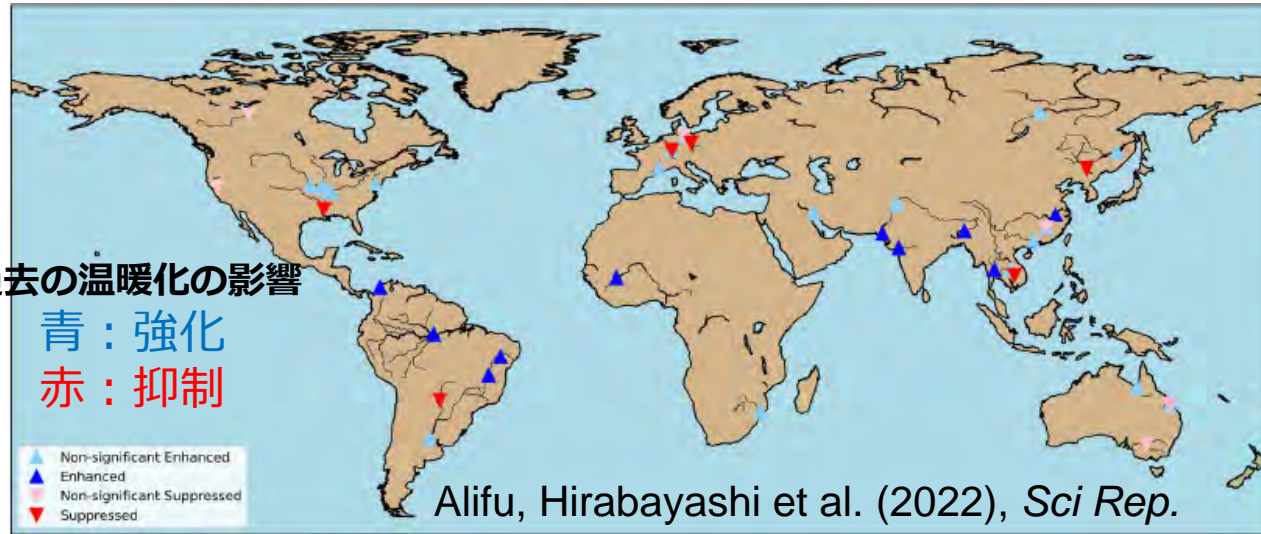 去の温暖化の影響
青：強化
赤：抑制
Non-significant Enhanced
Enhanced
Non-significant Suppressed
Suppressed
Alifu, Hirabayashi et al. (2022), Sci Rep.